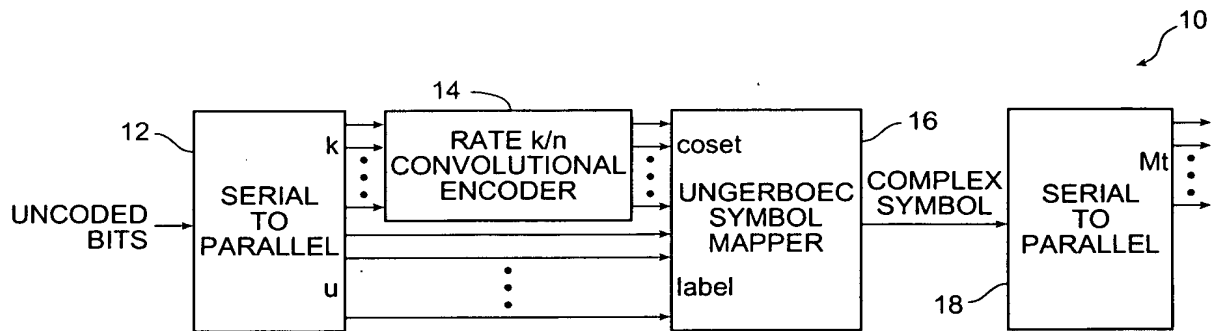 10
UNCODED
BITS
12
SERIAL
TO
PARALLEL
k
u
14
RATE k/n
CONVOLUTIONAL
ENCODER
16
coset
UNGERBOEC
SYMBOL
MAPPER
label
COMPLEX
SYMBOL
18
SERIAL
TO
PARALLEL
Mt